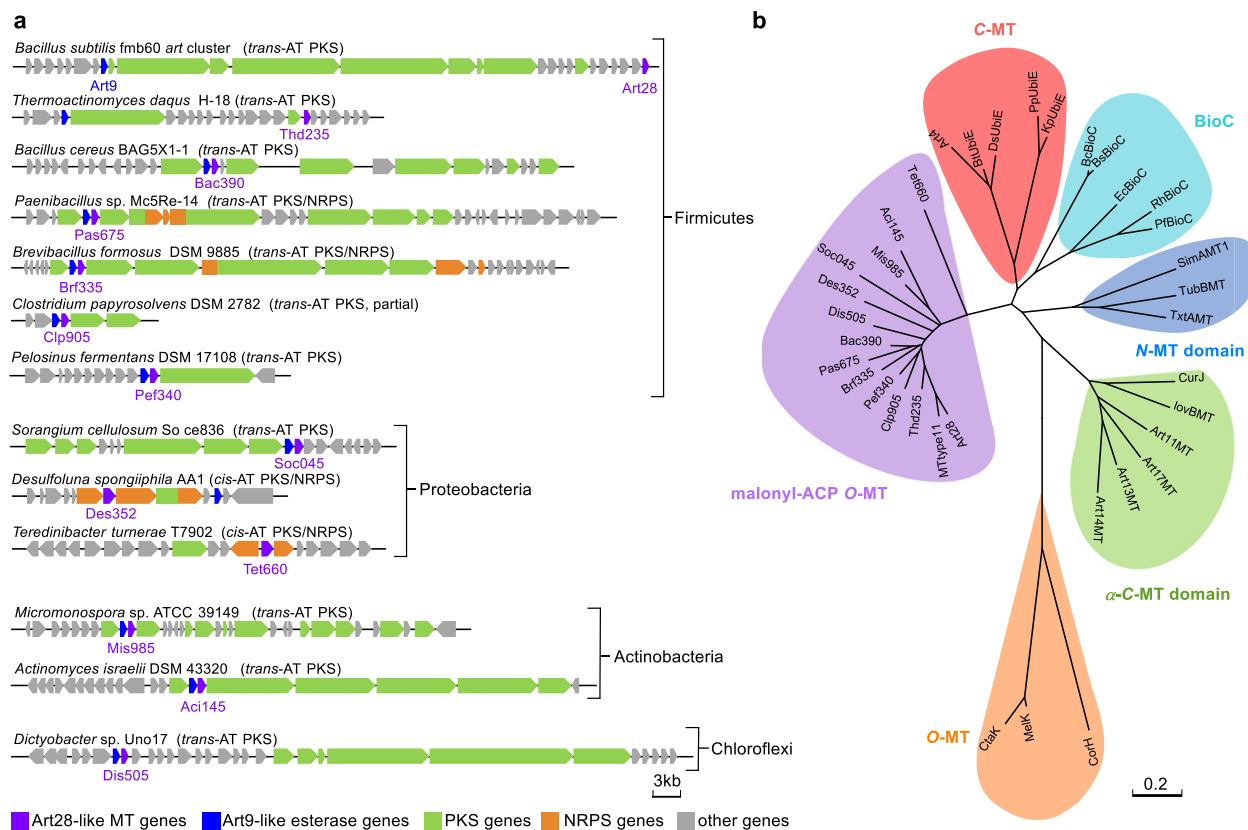 a
Bacillus subtilis fmb60 art cluster (trans-AT PKS)
Art9
Art28
Thermoactinomyces daqus H-18 (trans-AT PKS)
Thd235
Bacillus cereus BAG5X1-1 (trans-AT PKS)
Bac390
Paenibacillus sp. Mc5Re-14 (trans-AT PKS/NRPS)
Pas675
Brevibacillus formosus DSM 9885 (trans-AT PKS/NRPS)
Brf335
Clostridium papyrosolvens DSM 2782 (trans-AT PKS, partial)
Clp905
Pelosinus fermentans DSM 17108 (trans-AT PKS)
Pef340
Firmicutes
Sorangium cellulosum So ce836 (trans-AT PKS)
Soc045
Desulfoluna spongiiphila AA1 (cis-AT PKS/NRPS)
Des352
Teredinibacter turnerae T7902 (cis-AT PKS/NRPS)
Tet660
Proteobacteria
Micromonospora sp. ATCC 39149 (trans-AT PKS)
Mis985
Actinomyces israelii DSM 43320 (trans-AT PKS)
Aci145
Actinobacteria
Dictyobacter sp. Uno17 (trans-AT PKS)
Dis505
Chloroflexi
3kb
Art28-like MT genes
Art9-like esterase genes
PKS genes
NRPS genes
other genes
b
C-MT
Art4
BtUbiE
DsUbiE
PpUbiE
KpUbiE
BioC
BcBioC
BsBioC
EcBioC
RhBioC
PfBioC
SimAMT1
TubBMT
TxtAMT
N-MT domain
CurJ
lovBMT
Art11MT
Art17MT
Art13MT
Art14MT
α-C-MT domain
O-MT
CtaK
MelK
CorH
Tet660
Aci145
Mis985
Soc045
Des352
Dis505
Bac390
Pas675
Brf335
Pef340
Clp905
Thd235
MTtype11
Art28
malonyl-ACP O-MT
0.2